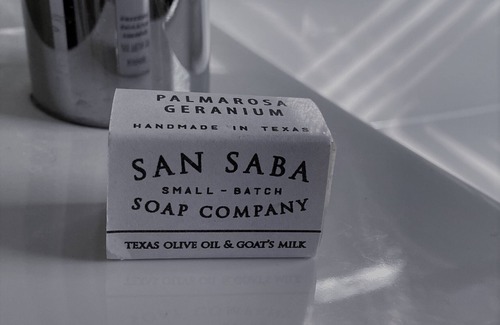 PALMAROSA
GERANIUM
HANDMADE IN TEXAS
SAN SABA
SMALL-BATCH
SOAP COMPANY
TEXAS OLIVE OIL & GOAT'S MILK